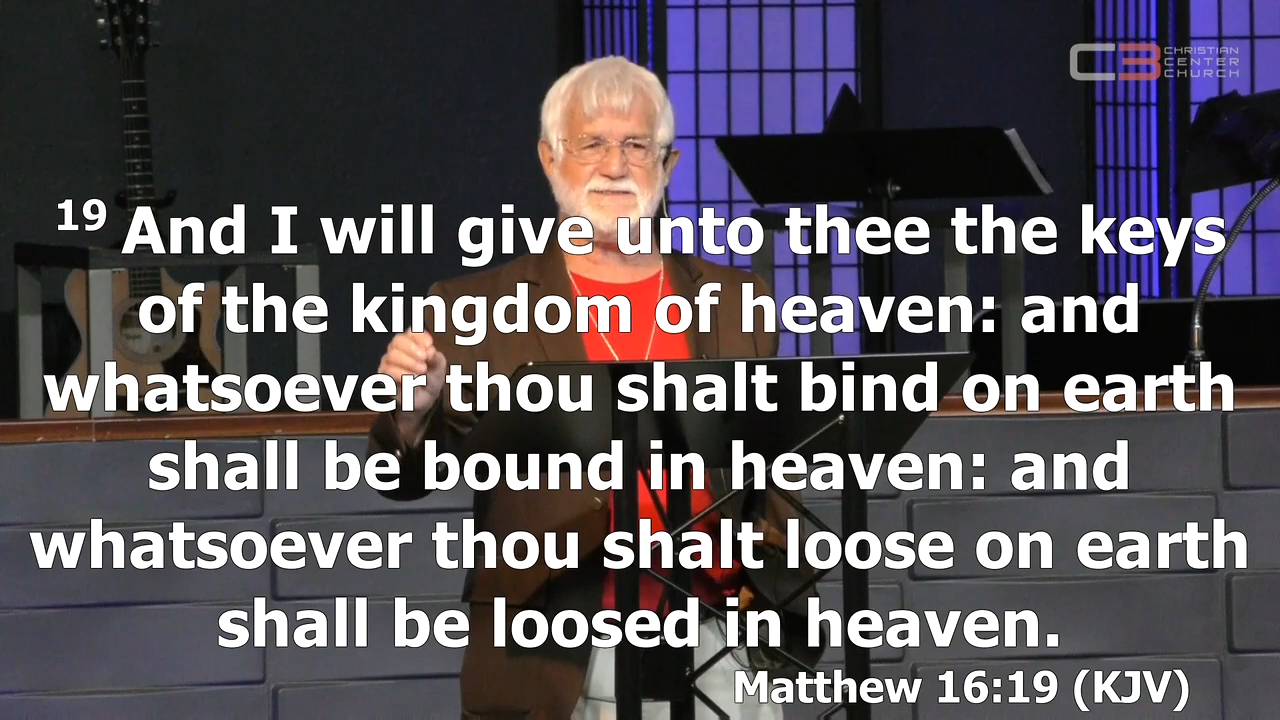 CHRISTIAN
C3 CENTER
CHURCH
19 And I will give unto thee the keys
of the kingdom of heaven: and
whatsoever thou shalt bind on earth
shall be bound in heaven: and
whatsoever thou shalt loose on earth
shall be loosed in heaven.
Matthew 16:19 (KJV)